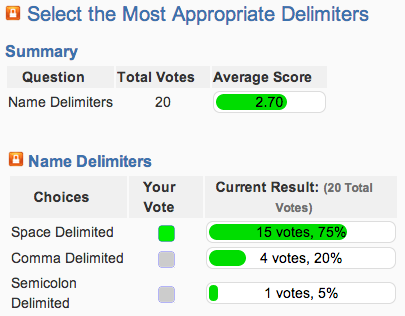 Select the Most Appropriate Delimiters
Summary
Question Total Votes Average Score
Name Delimiters 20 2.70
Name Delimiters
Choices Your Vote Current Result: (20 Total Votes)
Space Delimited 15 votes, 75%
Comma Delimited 4 votes, 20%
Semicolon Delimited 1 votes, 5%